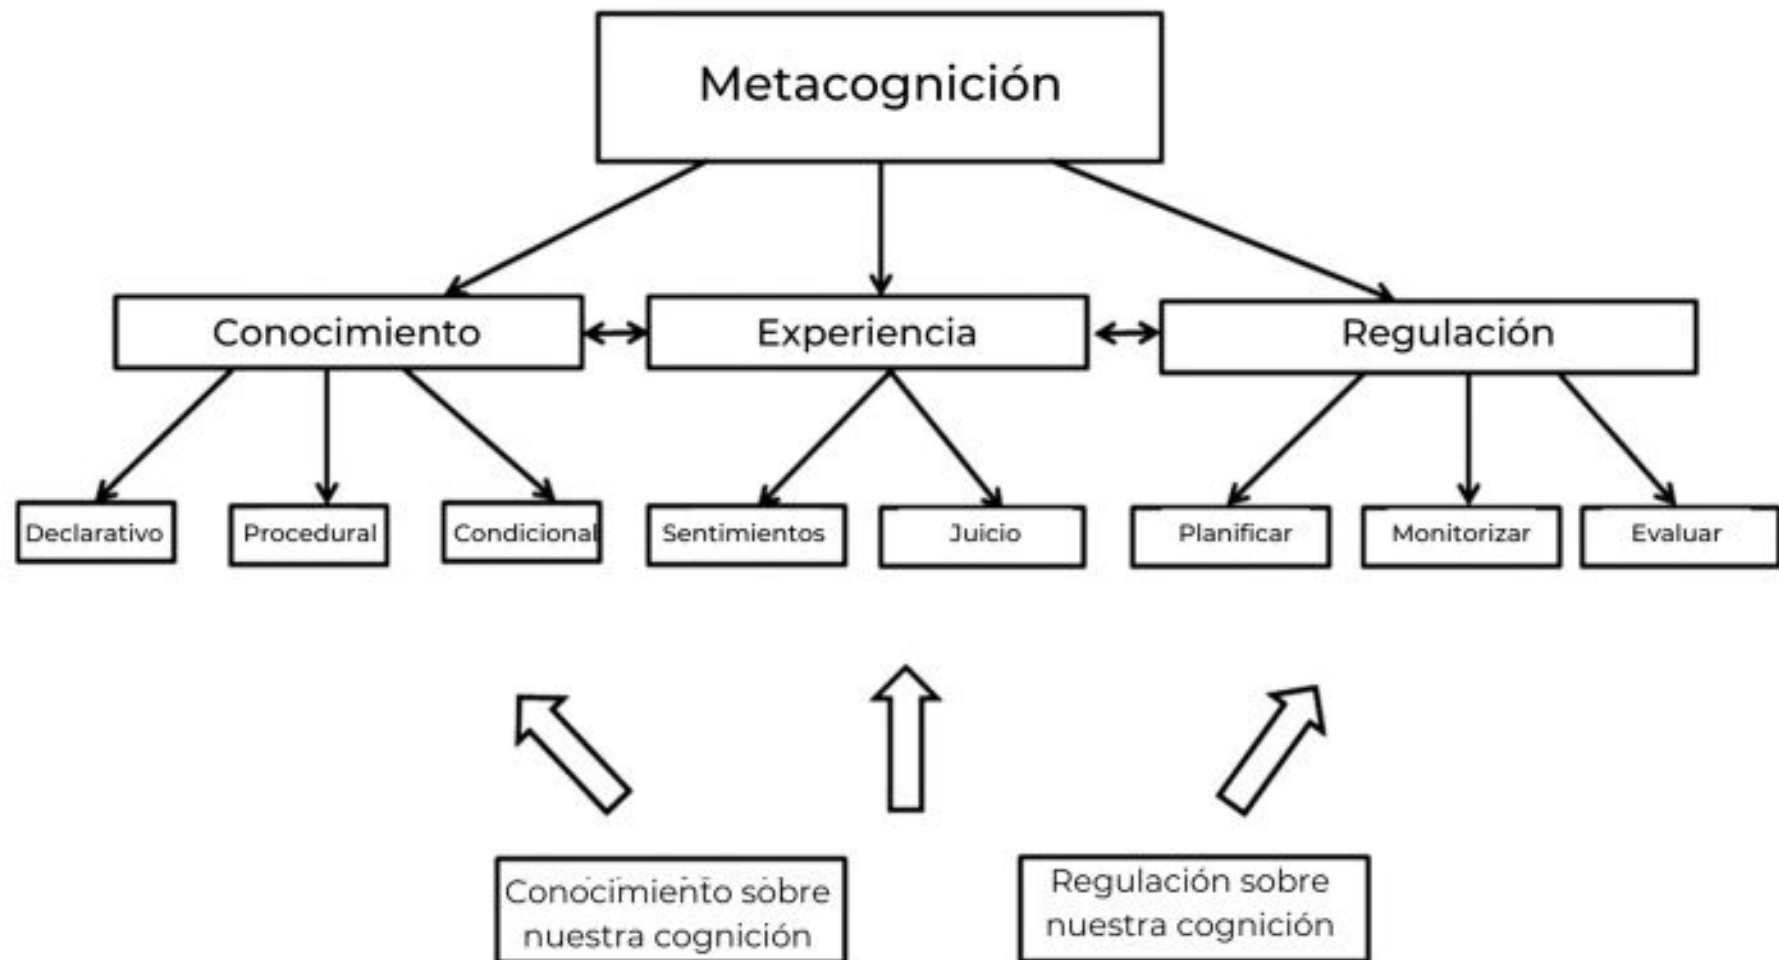 Metacognición
Conocimiento
Experiencia
Regulación
Declarativo
Procedural
Condicional
Sentimientos
Juicio
Planificar
Monitorizar
Evaluar
Conocimiento sobre
nuestra cognición
Regulación sobre
nuestra cognición